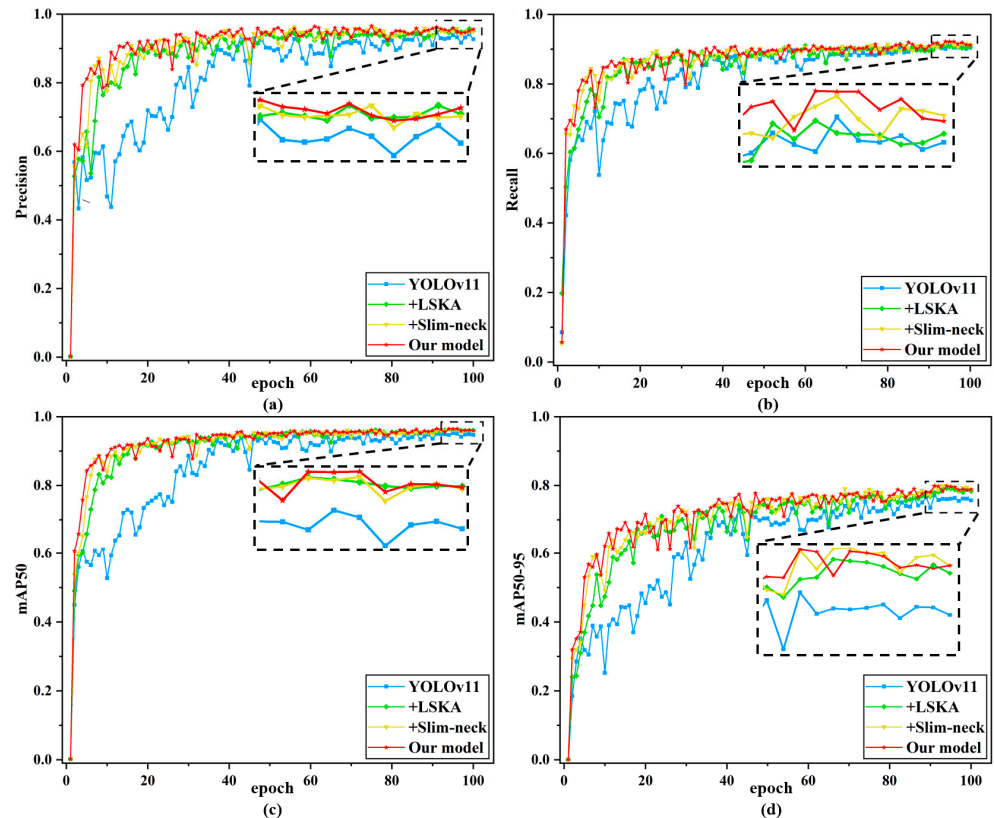 1.0
0.8
0.6
0.4
0.2
0.0
Precision
0 20 40 60 80 100
epoch
(a)
YOLOv11
+LSKA
+Slim-neck
Our model
1.0
0.8
0.6
0.4
0.2
0.0
Recall
0 20 40 60 80 100
epoch
(b)
YOLOv11
+LSKA
+Slim-neck
Our model
1.0
0.8
0.6
0.4
0.2
0.0
mAP50
0 20 40 60 80 100
epoch
(c)
YOLOv11
+LSKA
+Slim-neck
Our model
1.0
0.8
0.6
0.4
0.2
0.0
mAP50-95
0 20 40 60 80 100
epoch
(d)
YOLOv11
+LSKA
+Slim-neck
Our model